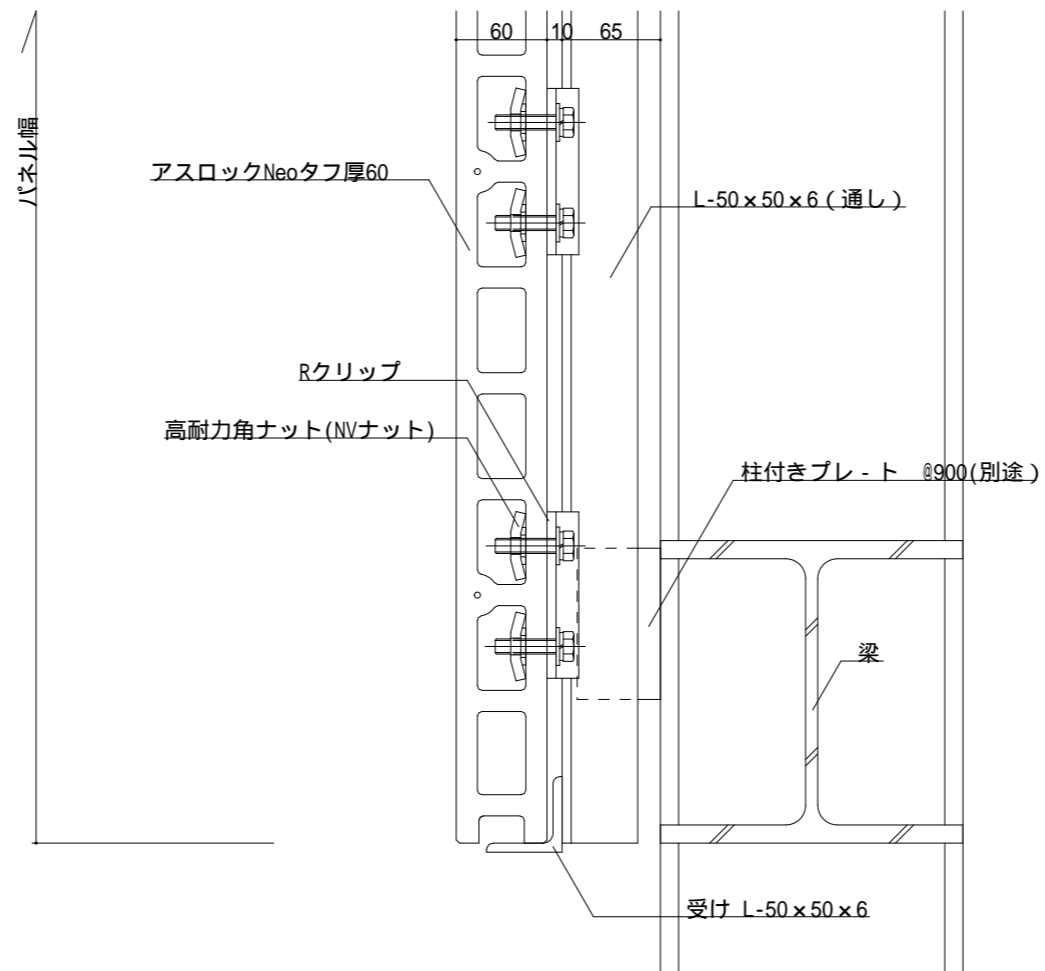 60 10 65
パネル幅
アスロックNeoタフ厚60
L-50×50×6(通し)
Rクリップ
高耐力角ナット(NVナット)
柱付きプレ-ト @900(別途)
梁
受け L-50×50×6